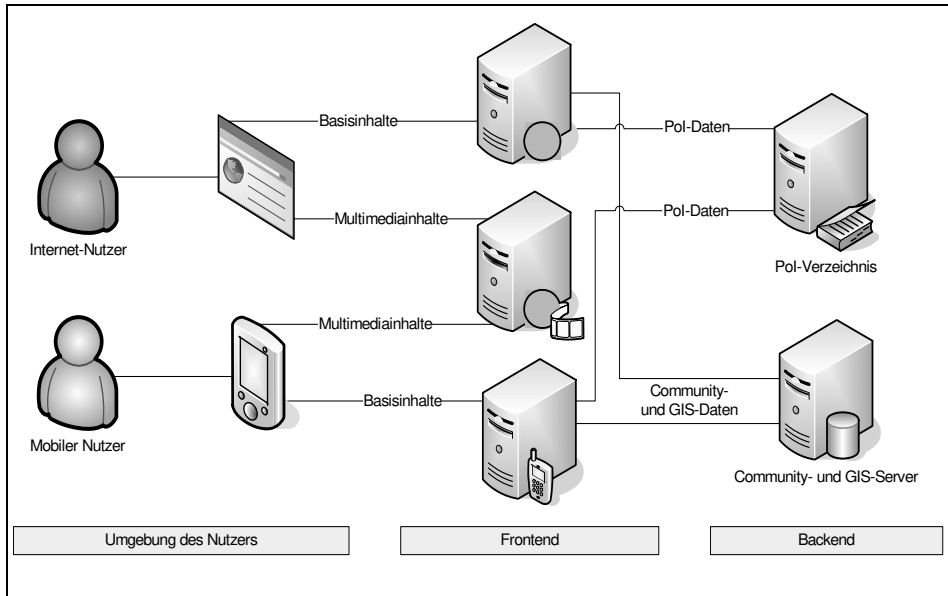 Basisinhalte
PoI-Daten
Multimediainhalte
PoI-Daten
Internet-Nutzer
PoI-Verzeichnis
Multimediainhalte
Basisinhalte
Community-
und GIS-Daten
Mobiler Nutzer
Community- und GIS-Server
Umgebung des Nutzers
Frontend
Backend